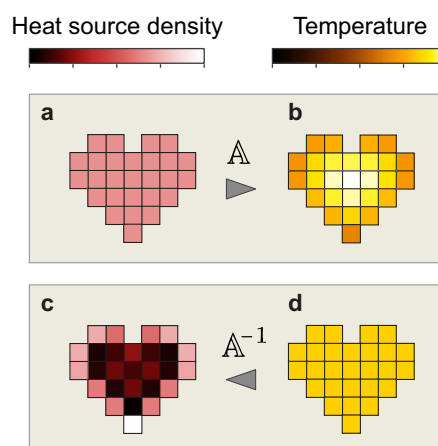 Heat source density
Temperature
a
𝔸
b
c
𝔸⁻¹
d